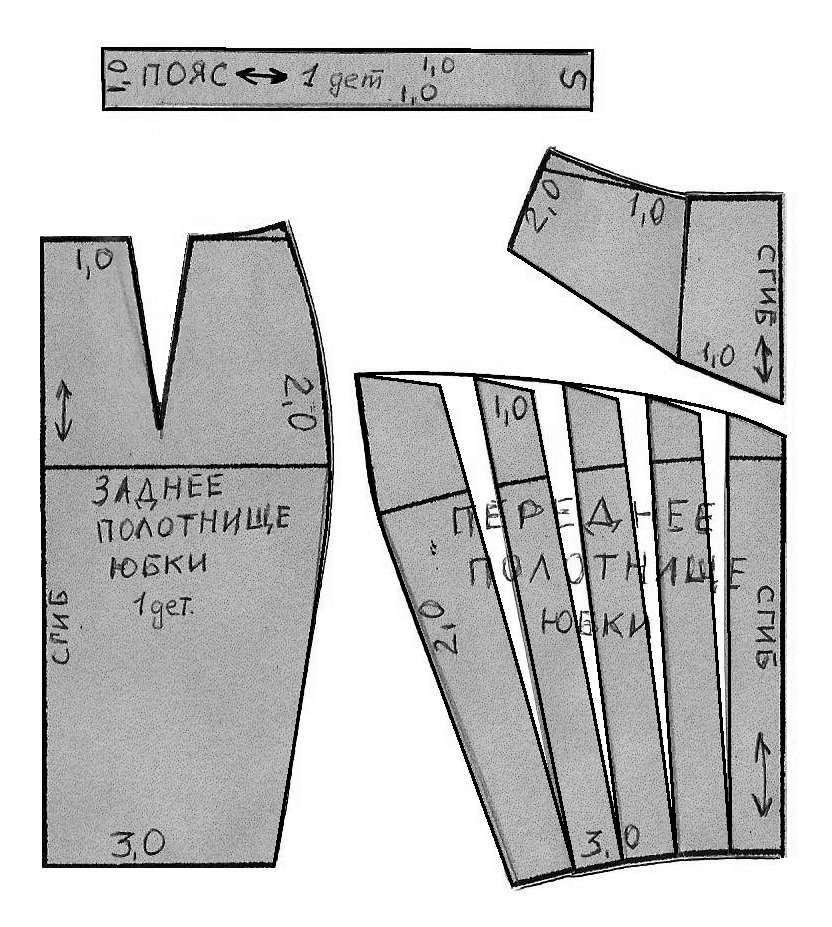 1,0 ПОЯС ↔ 1 дет 1,0
1,0
S
2,0
1,0
СГИБ
1,0
1,0
2,0
ЗАДНЕЕ
ПОЛОТНИЩЕ
ЮБКИ
1дет.
СГИБ
3,0
1,0
ПЕРЕДНЕЕ
ПОЛОТНИЩЕ
ЮБКИ
2,0
СГИБ
3,0